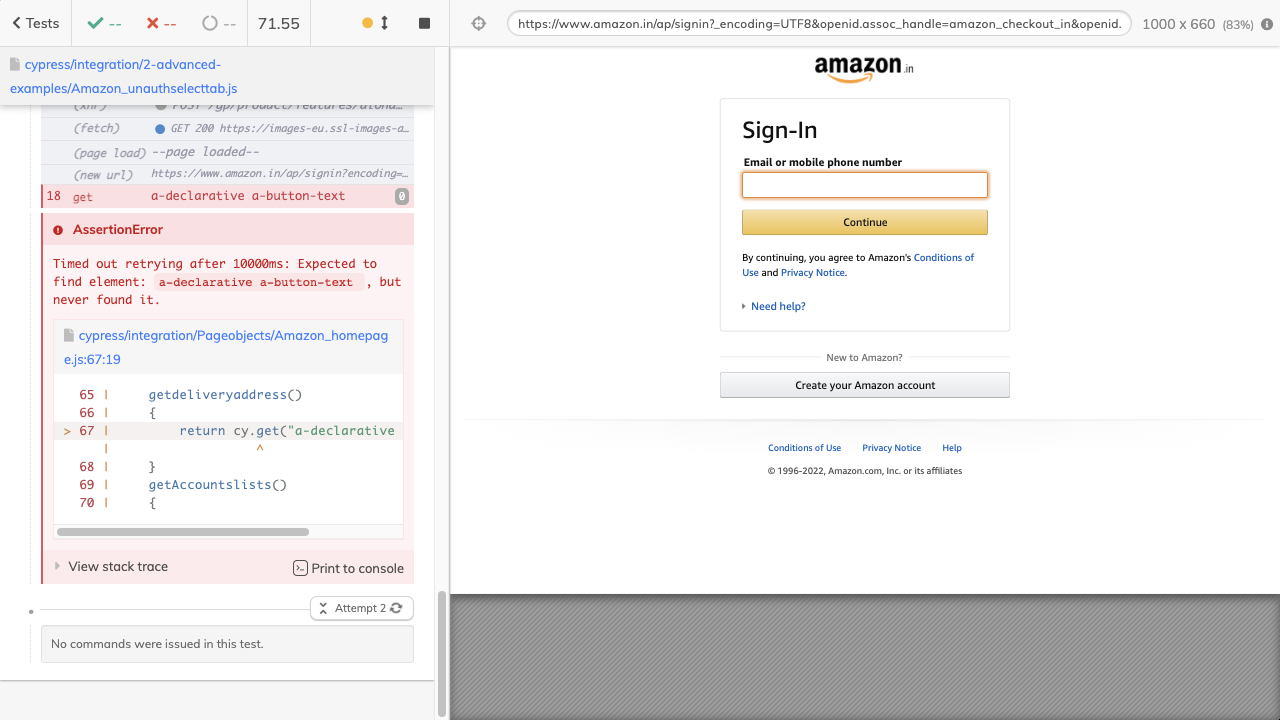 Tests
--
--
--
71.55
https://www.amazon.in/ap/signin?_encoding=UTF8&openid.assoc_handle=amazon_checkout_in&openid.
1000 x 660 (83%)
cypress/integration/2-advanced-
examples/Amazon_unauthselecttab.js
(xhr) POST /gp/product/features/aloha…
(fetch) GET 200 https://images-eu.ssl-images-a…
(page load) --page loaded--
(new url) https://www.amazon.in/ap/signin?encoding=…
18 get a-declarative a-button-text 0
AssertionError
Timed out retrying after 10000ms: Expected to
find element: a-declarative a-button-text , but
never found it.
cypress/integration/Pageobjects/Amazon_homepag
e.js:67:19
65 | getdeliveryaddress()
66 | {
> 67 | return cy.get("a-declarative
| ^
68 | }
69 | getAccountslists()
70 | {
View stack trace
Print to console
Attempt 2
No commands were issued in this test.
amazon.in
Sign-In
Email or mobile phone number
Continue
By continuing, you agree to Amazon's Conditions of
Use and Privacy Notice.
Need help?
New to Amazon?
Create your Amazon account
Conditions of Use Privacy Notice Help
© 1996-2022, Amazon.com, Inc. or its affiliates